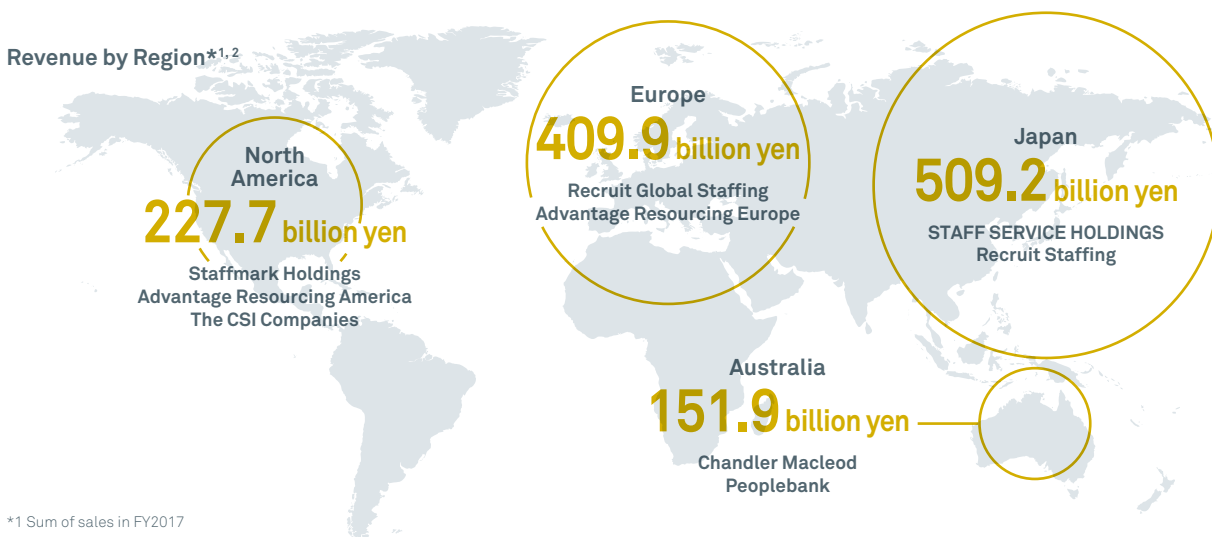 Revenue by Region*1, 2
North
America
227.7 billion yen
Staffmark Holdings
Advantage Resourcing America
The CSI Companies
Europe
409.9 billion yen
Recruit Global Staffing
Advantage Resourcing Europe
Japan
509.2 billion yen
STAFF SERVICE HOLDINGS
Recruit Staffing
Australia
151.9 billion yen
Chandler Macleod
Peoplebank
*1 Sum of sales in FY2017